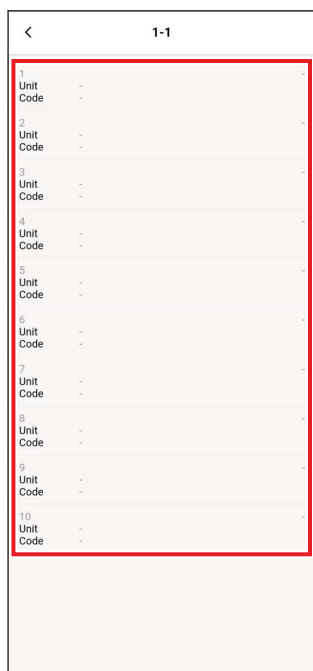 1-1
1 -
Unit -
Code -
2 -
Unit -
Code -
3 -
Unit -
Code -
4 -
Unit -
Code -
5 -
Unit -
Code -
6 -
Unit -
Code -
7 -
Unit -
Code -
8 -
Unit -
Code -
9 -
Unit -
Code -
10 -
Unit -
Code -